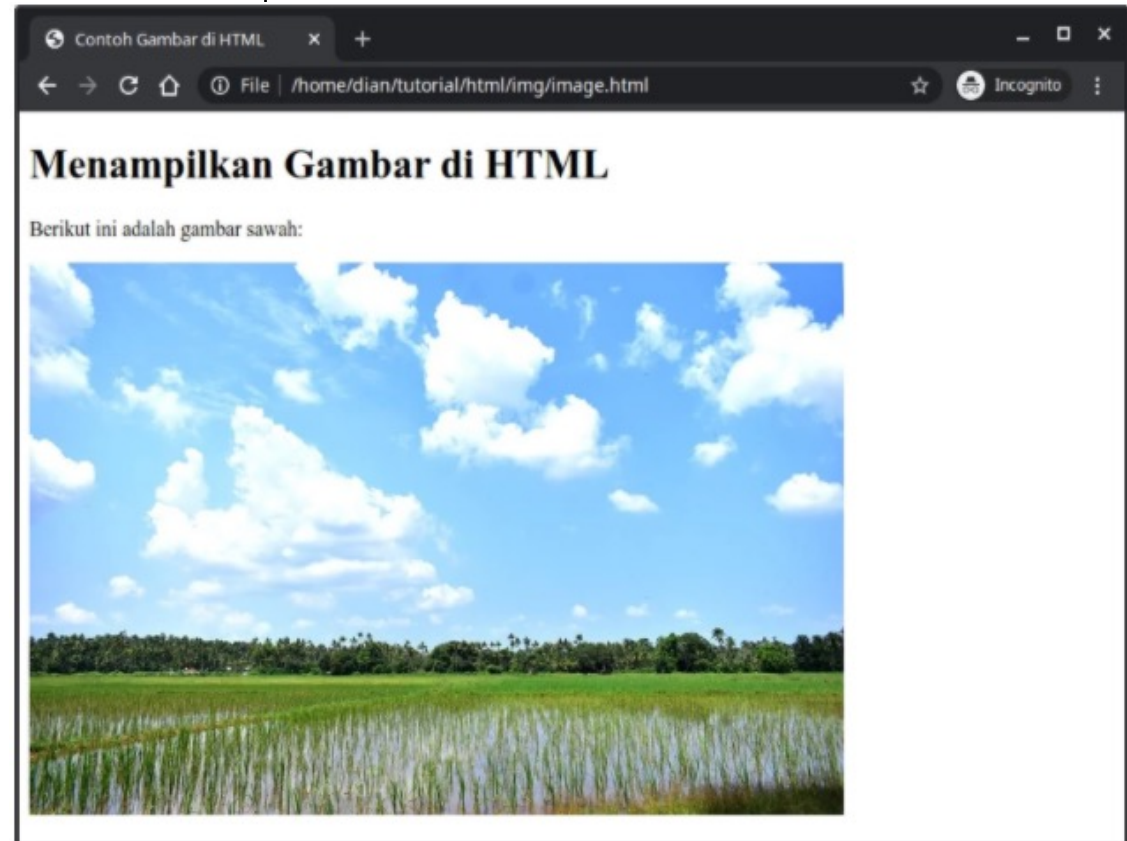 Contoh Gambar di HTML
File | /home/dian/tutorial/html/img/image.html
Incognito
Menampilkan Gambar di HTML
Berikut ini adalah gambar sawah: